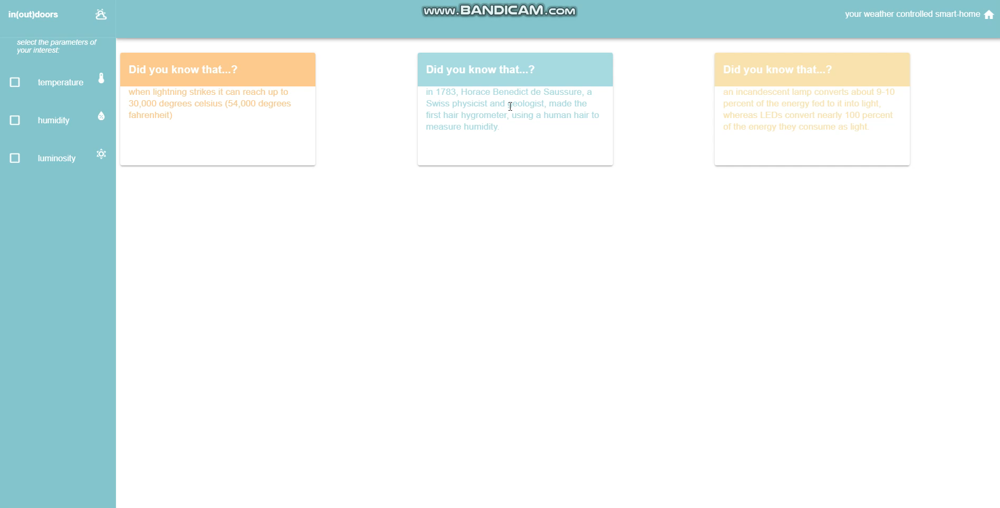 in(out)doors
www.BANDICAM.com
your weather controlled smart-home
select the parameters of
your interest:
temperature
humidity
luminosity
Did you know that...?
when lightning strikes it can reach up to
30,000 degrees celsius (54,000 degrees
fahrenheit)
Did you know that...?
in 1783, Horace Benedict de Saussure, a
Swiss physicist and geologist, made the
first hair hygrometer, using a human hair to
measure humidity.
Did you know that...?
an incandescent lamp converts about 9-10
percent of the energy fed to it into light,
whereas LEDs convert nearly 100 percent
of the energy they consume as light.